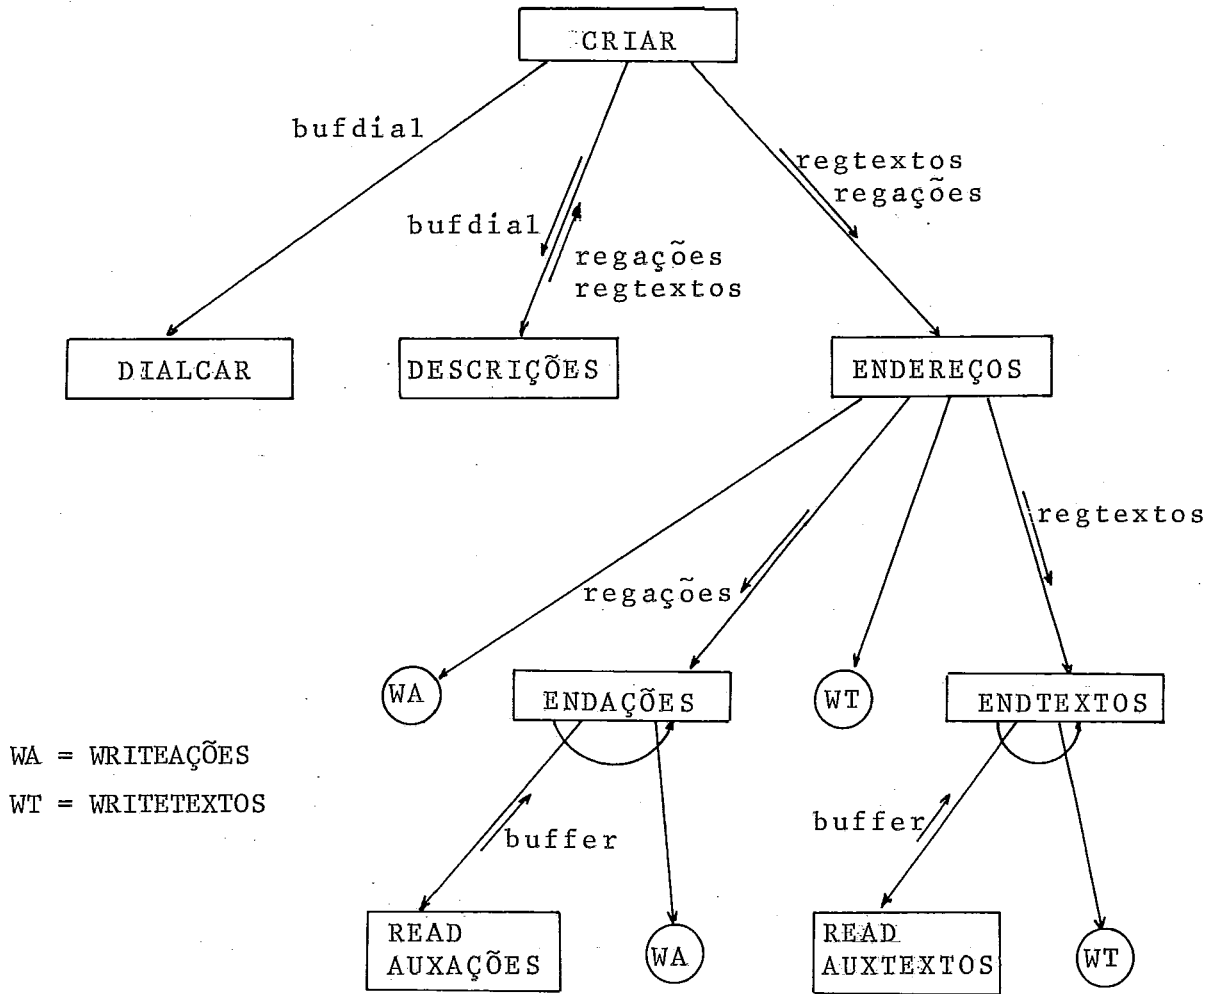 CRIAR
bufdial
regtextos
regações
bufdial
regações
regtextos
DIALCAR
DESCRIÇÕES
ENDEREÇOS
regtextos
regações
WA
ENDAÇÕES
WT
ENDTEXTOS
WA = WRITEAÇÕES
WT = WRITETEXTOS
buffer
buffer
READ
AUXAÇÕES
WA
READ
AUXTEXTOS
WT